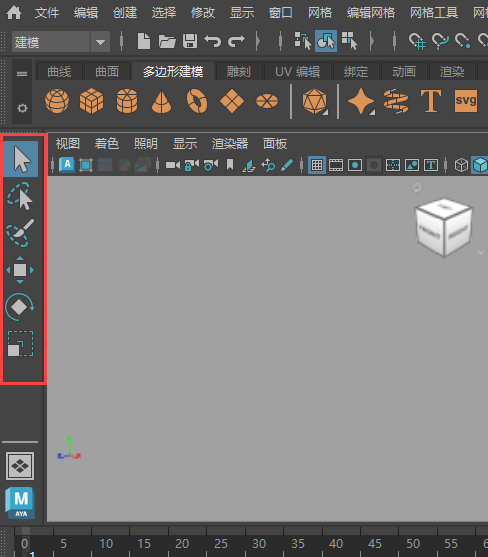 文件 编辑 创建 选择 修改 显示 窗口 网格 编辑网格 网格工具
建模
曲线 曲面 多边形建模 雕刻 UV 编辑 绑定 动画 渲染
T svg
视图 着色 照明 显示 渲染器 面板
A T
FRONT
M
AYA
0 5 10 15 20 25 30 35 40 45 50 55
1